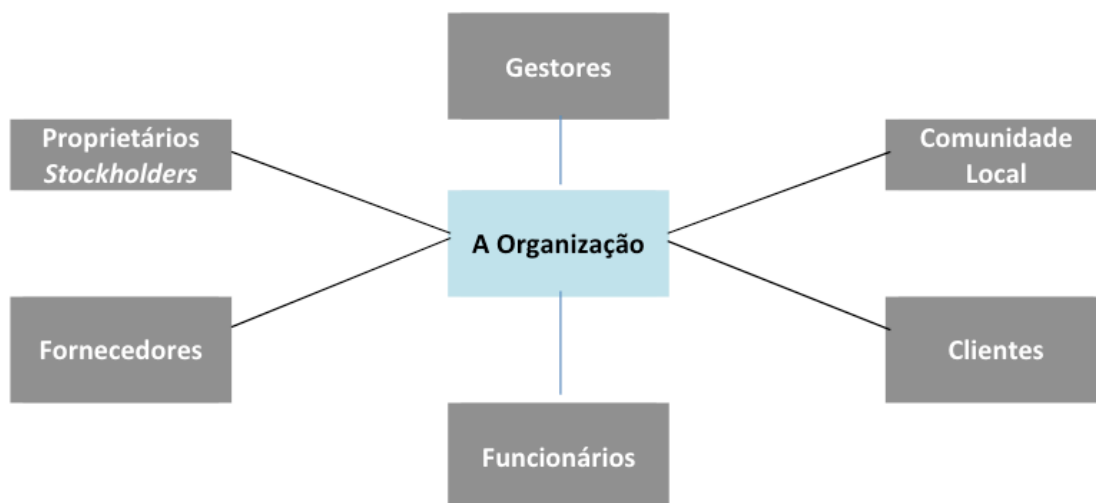 Gestores
Proprietários
Stockholders
Comunidade
Local
A Organização
Fornecedores
Clientes
Funcionários